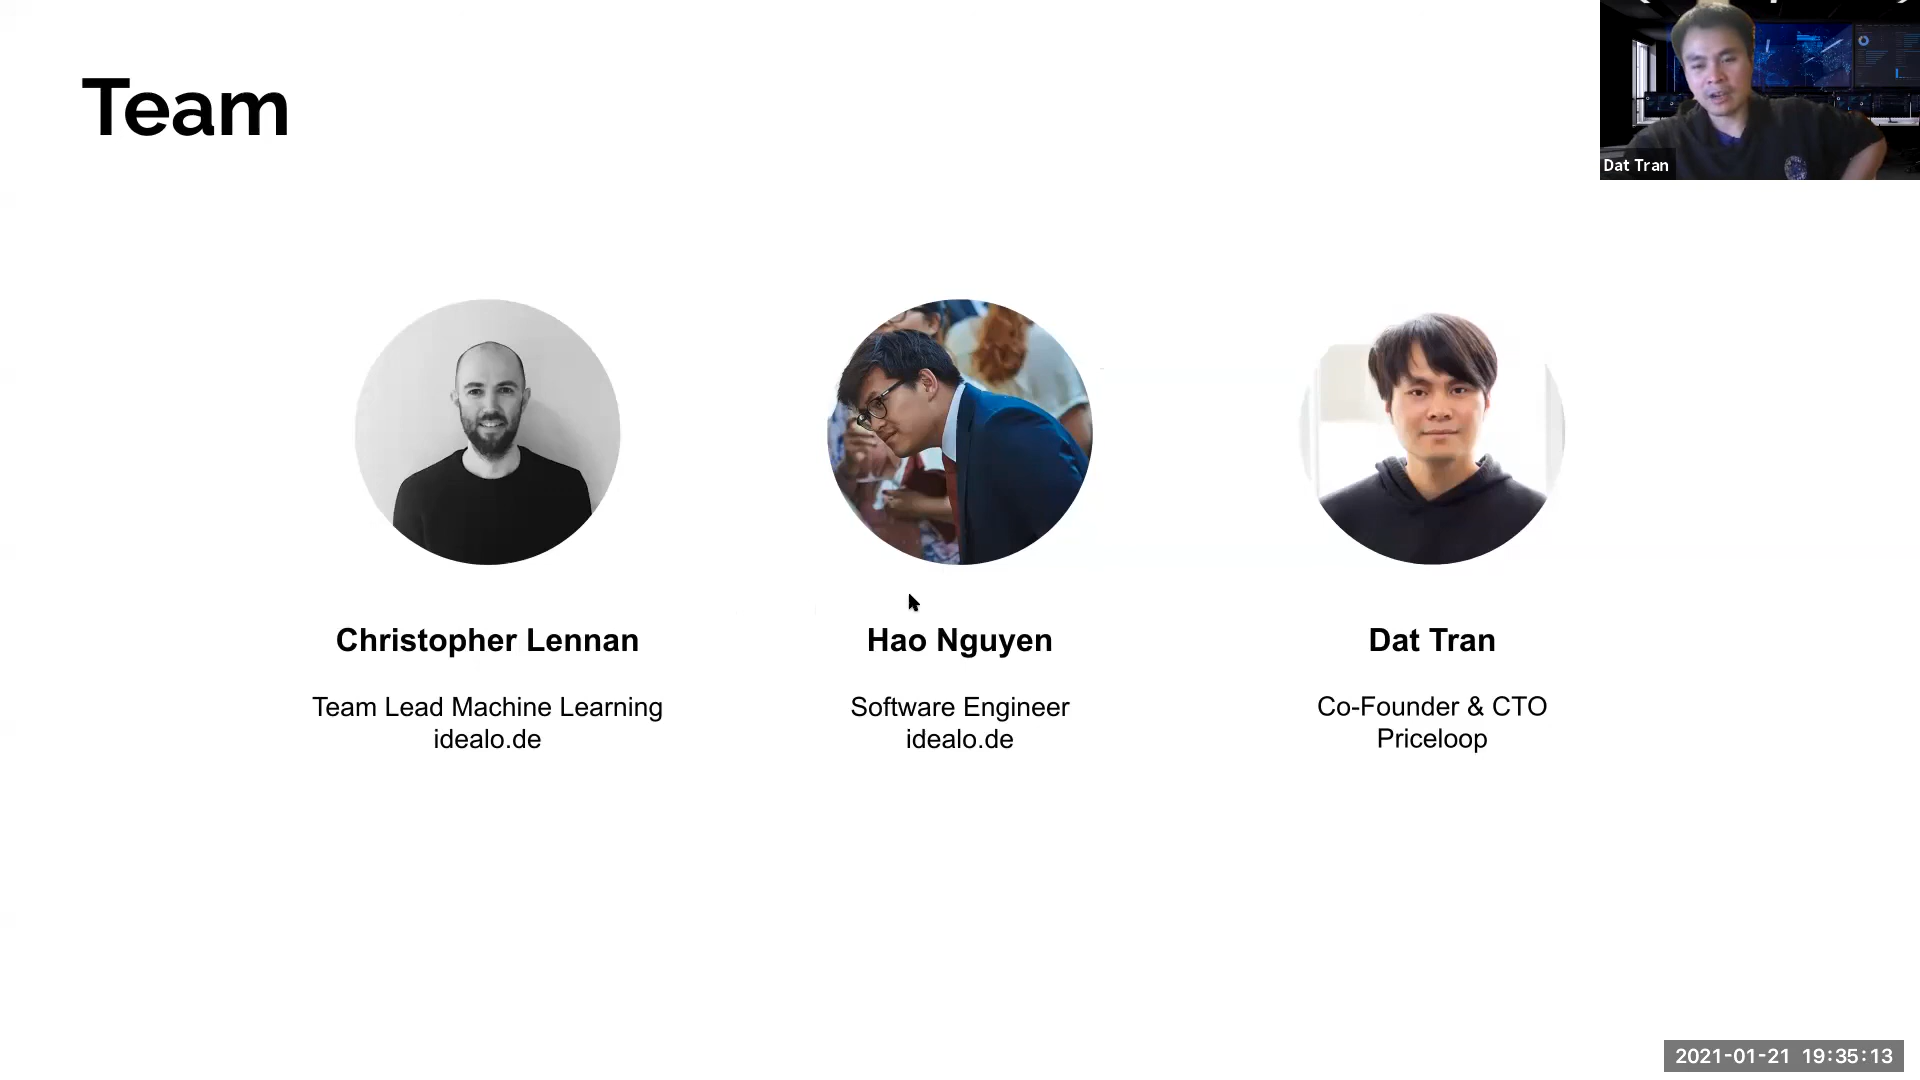 Team
Dat Tran
Christopher Lennan
Team Lead Machine Learning
idealo.de
Hao Nguyen
Software Engineer
idealo.de
Dat Tran
Co-Founder & CTO
Priceloop
2021-01-21 19:35:13